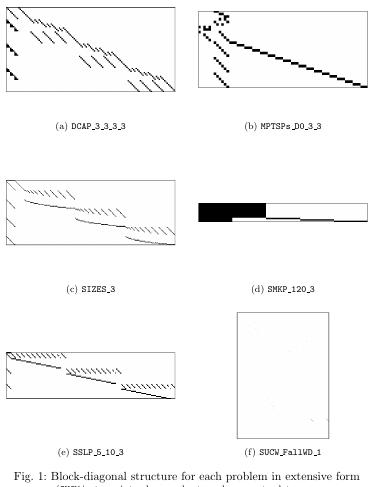 (a) DCAP_3_3_3_3
(b) MPTSPs_D0_3_3
(c) SIZES_3
(d) SMKP_120_3
(e) SSLP_5_10_3
(f) SUCW_FallWD_1
Fig. 1: Block-diagonal structure for each problem in extensive form